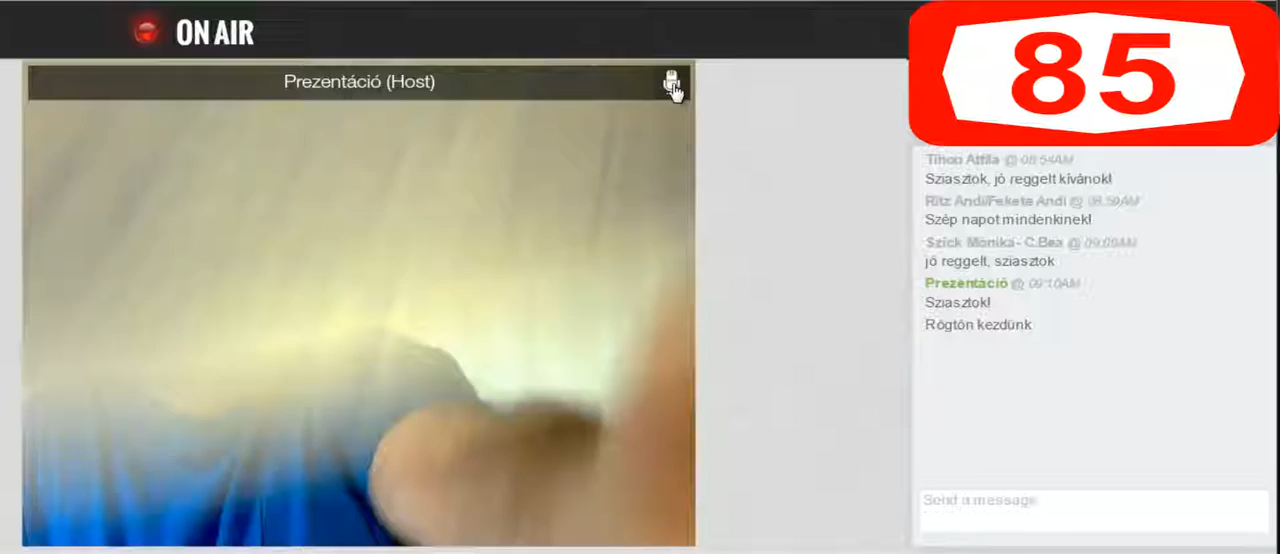 ON AIR
85
Prezentáció (Host)
Tihon Attila @ 08:54AM
Sziasztok, jó reggelt kívánok!
Ritz Andi/Fekete Andi @ 08:59AM
Szép napot mindenkinek!
Szick Mónika- C.Bea @ 09:09AM
jó reggelt, sziasztok
Prezentáció @ 09:10AM
Sziasztok!
Rögtön kezdünk
Send a message